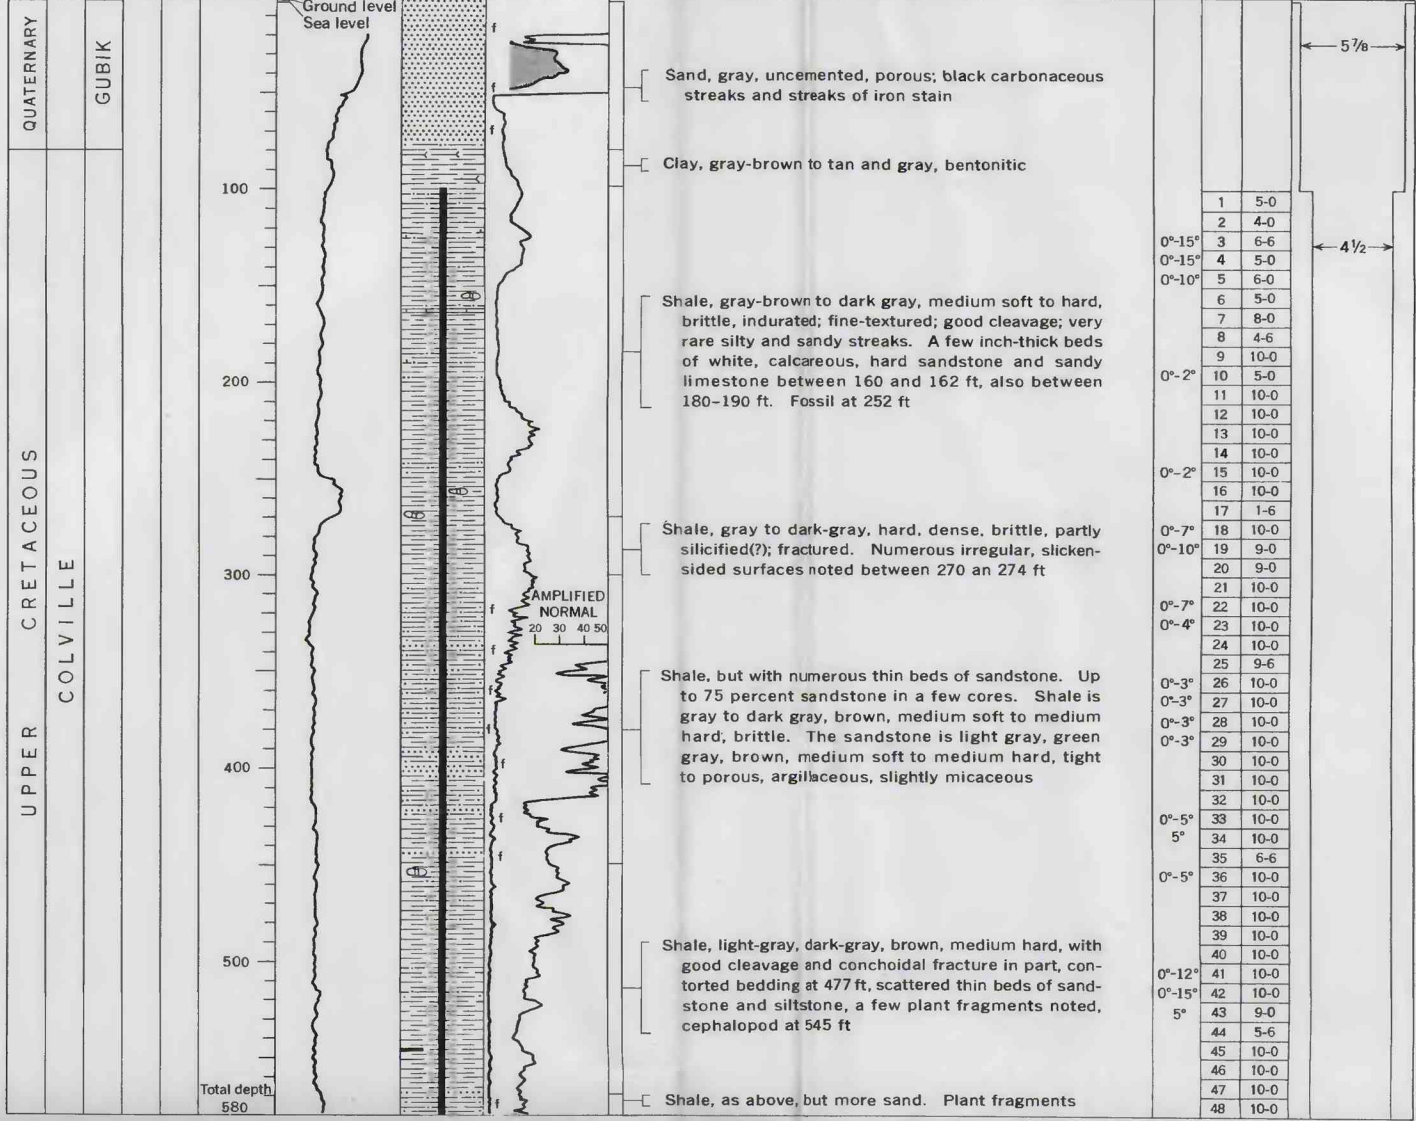 QUATERNARY
GUBIK
UPPER CRETACEOUS
COLVILLE
Ground level
Sea level
100
200
300
400
500
Total depth
580
f
f
f
f
f
f
f
f
f
f
f
AMPLIFIED
NORMAL
20 30 40 50
Sand, gray, uncemented, porous; black carbonaceous
streaks and streaks of iron stain
Clay, gray-brown to tan and gray, bentonitic
Shale, gray-brown to dark gray, medium soft to hard,
brittle, indurated; fine-textured; good cleavage; very
rare silty and sandy streaks. A few inch-thick beds
of white, calcareous, hard sandstone and sandy
limestone between 160 and 162 ft, also between
180-190 ft. Fossil at 252 ft
Shale, gray to dark-gray, hard, dense, brittle, partly
silicified(?); fractured. Numerous irregular, slicken-
sided surfaces noted between 270 an 274 ft
Shale, but with numerous thin beds of sandstone. Up
to 75 percent sandstone in a few cores. Shale is
gray to dark gray, brown, medium soft to medium
hard, brittle. The sandstone is light gray, green
gray, brown, medium soft to medium hard, tight
to porous, argillaceous, slightly micaceous
Shale, light-gray, dark-gray, brown, medium hard, with
good cleavage and conchoidal fracture in part, con-
torted bedding at 477 ft, scattered thin beds of sand-
stone and siltstone, a few plant fragments noted,
cephalopod at 545 ft
Shale, as above, but more sand. Plant fragments
1 5-0
2 4-0
0°-15° 3 6-6
0°-15° 4 5-0
0°-10° 5 6-0
6 5-0
7 8-0
8 4-6
9 10-0
0°-2° 10 5-0
11 10-0
12 10-0
13 10-0
14 10-0
0°-2° 15 10-0
16 10-0
17 1-6
0°-7° 18 10-0
0°-10° 19 9-0
20 9-0
21 10-0
0°-7° 22 10-0
0°-4° 23 10-0
24 10-0
25 9-6
0°-3° 26 10-0
0°-3° 27 10-0
0°-3° 28 10-0
0°-3° 29 10-0
30 10-0
31 10-0
32 10-0
0°-5° 33 10-0
5° 34 10-0
35 6-6
0°-5° 36 10-0
37 10-0
38 10-0
39 10-0
40 10-0
0°-12° 41 10-0
0°-15° 42 10-0
5° 43 9-0
44 5-6
45 10-0
46 10-0
47 10-0
48 10-0
5 7/8
4 1/2